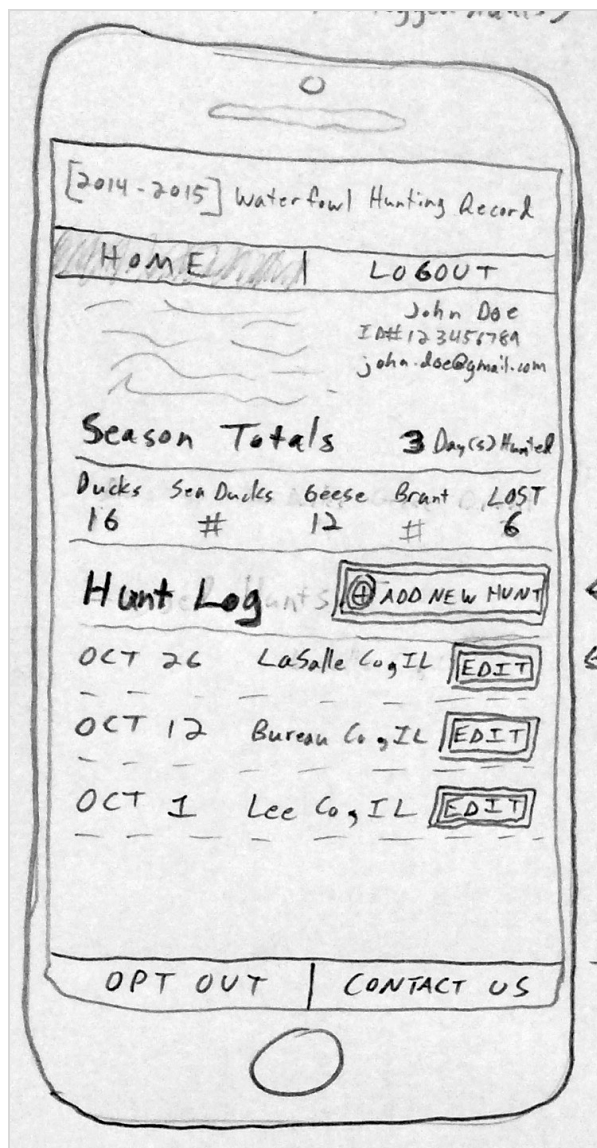 [2014-2015] Waterfowl Hunting Record
HOME LOGOUT
John Doe
ID#123456789
john.doe@gmail.com
Season Totals 3 Day(s) Hunted
Ducks Sea Ducks Geese Brant LOST
16 # 12 # 6
Hunt Log + ADD NEW HUNT
OCT 26 LaSalle Co, IL EDIT
OCT 12 Bureau Co, IL EDIT
OCT 1 Lee Co, IL EDIT
OPT OUT CONTACT US